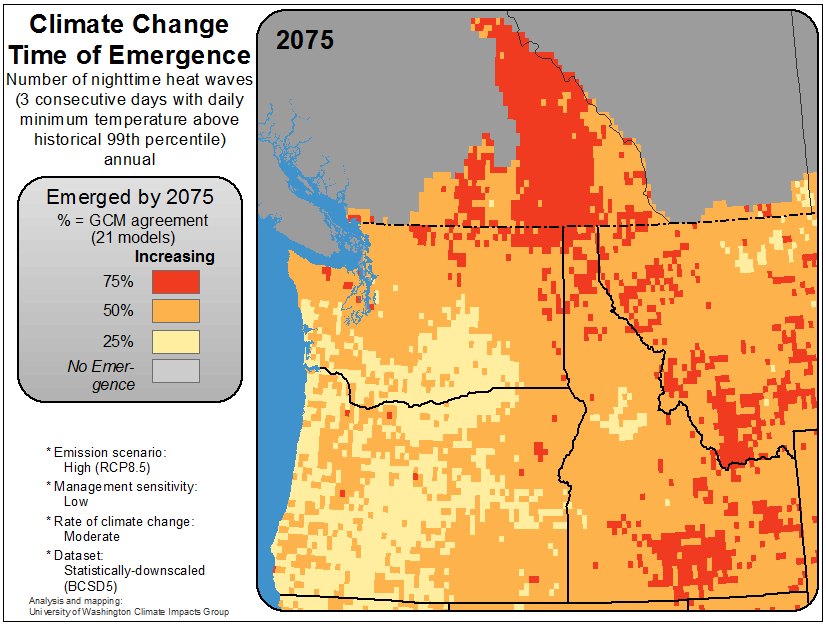 Climate Change
Time of Emergence
Number of nighttime heat waves
(3 consecutive days with daily
minimum temperature above
historical 99th percentile)
annual
Emerged by 2075
% = GCM agreement
(21 models)
Increasing
75%
50%
25%
No Emer-
gence
* Emission scenario:
High (RCP8.5)
* Management sensitivity:
Low
* Rate of climate change:
Moderate
* Dataset:
Statistically-downscaled
(BCSD5)
Analysis and mapping:
University of Washington Climate Impacts Group
2075